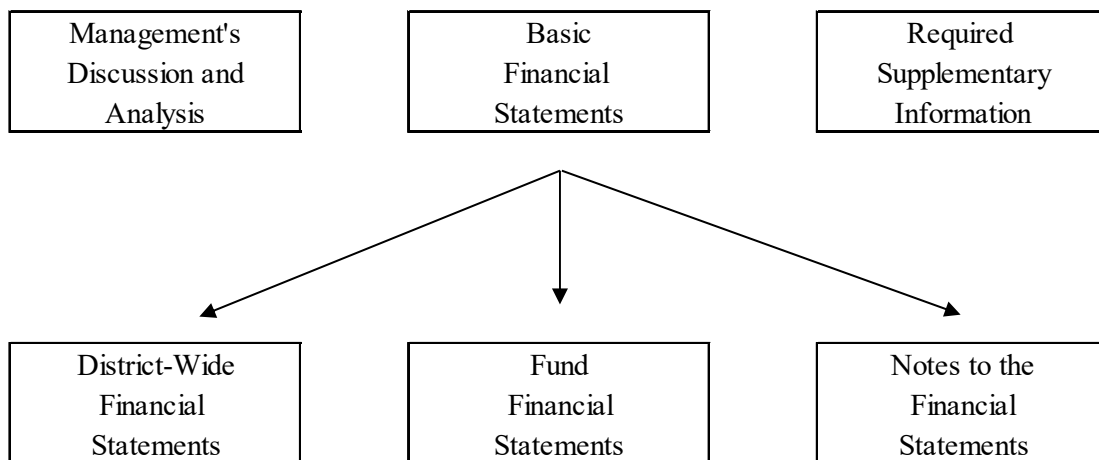 Management's
Discussion and
Analysis
Basic
Financial
Statements
Required
Supplementary
Information
District-Wide
Financial
Statements
Fund
Financial
Statements
Notes to the
Financial
Statements